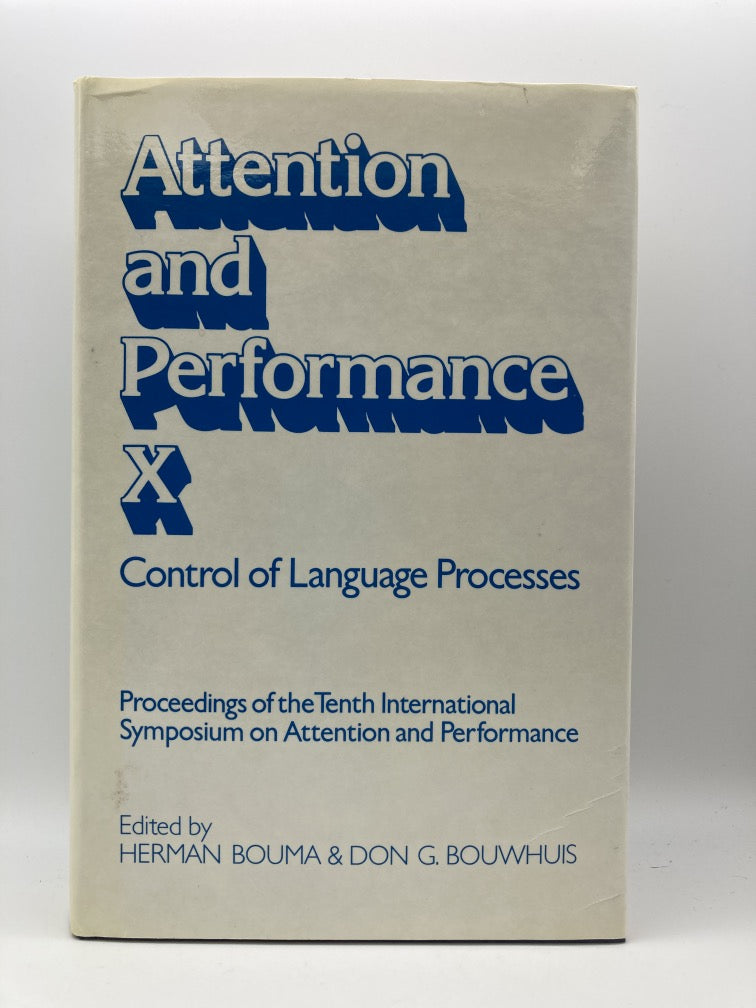 Attention
and
Performance
X
Control of Language Processes
Proceedings of the Tenth International
Symposium on Attention and Performance
Edited by
HERMAN BOUMA & DON G. BOUWHUIS